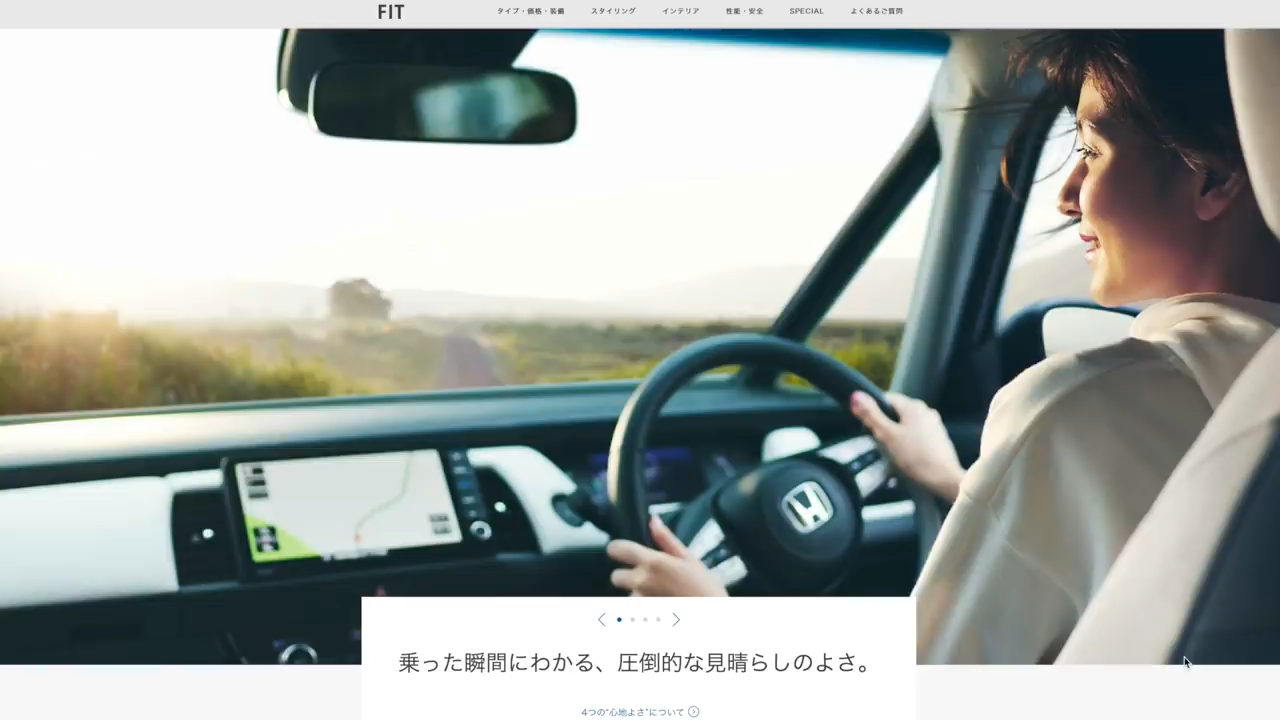 FIT
タイプ・価格・装備
スタイリング
インテリア
性能・安全
SPECIAL
よくあるご質問
乗った瞬間にわかる、圧倒的な見晴らしのよさ。
4つの“心地よさ”について